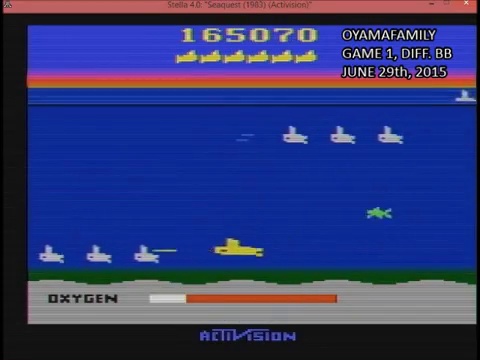 Stella 4.0: "Seaquest (1983) (Activision)"
165070
OYAMAFAMILY
GAME 1, DIFF. BB
JUNE 29th, 2015
OXYGEN
ACTIVISION